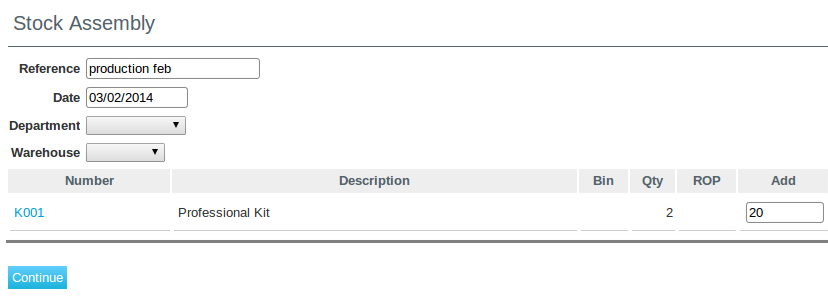 Stock Assembly
Reference production feb
Date 03/02/2014
Department
Warehouse
Number Description Bin Qty ROP Add
K001 Professional Kit 2 20
Continue